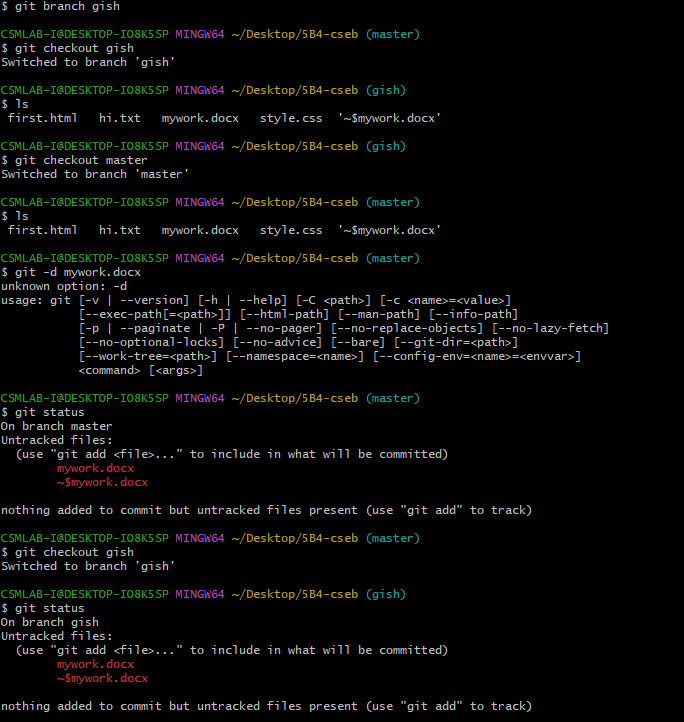 $ git branch gish
CSMLAB-I@DESKTOP-IO8K5SP MINGW64 ~/Desktop/5B4-cseb (master)
$ git checkout gish
Switched to branch 'gish'
CSMLAB-I@DESKTOP-IO8K5SP MINGW64 ~/Desktop/5B4-cseb (gish)
$ ls
first.html   hi.txt   mywork.docx   style.css  '~$mywork.docx'
CSMLAB-I@DESKTOP-IO8K5SP MINGW64 ~/Desktop/5B4-cseb (gish)
$ git checkout master
Switched to branch 'master'
CSMLAB-I@DESKTOP-IO8K5SP MINGW64 ~/Desktop/5B4-cseb (master)
$ ls
first.html   hi.txt   mywork.docx   style.css  '~$mywork.docx'
CSMLAB-I@DESKTOP-IO8K5SP MINGW64 ~/Desktop/5B4-cseb (master)
$ git -d mywork.docx
unknown option: -d
usage: git [-v | --version] [-h | --help] [-C <path>] [-c <name>=<value>]
[--exec-path[=<path>]] [--html-path] [--man-path] [--info-path]
[-p | --paginate | -P | --no-pager] [--no-replace-objects] [--no-lazy-fetch]
[--no-optional-locks] [--no-advice] [--bare] [--git-dir=<path>]
[--work-tree=<path>] [--namespace=<name>] [--config-env=<name>=<envvar>]
<command> [<args>]
CSMLAB-I@DESKTOP-IO8K5SP MINGW64 ~/Desktop/5B4-cseb (master)
$ git status
On branch master
Untracked files:
(use "git add <file>..." to include in what will be committed)
mywork.docx
~$mywork.docx
nothing added to commit but untracked files present (use "git add" to track)
CSMLAB-I@DESKTOP-IO8K5SP MINGW64 ~/Desktop/5B4-cseb (master)
$ git checkout gish
Switched to branch 'gish'
CSMLAB-I@DESKTOP-IO8K5SP MINGW64 ~/Desktop/5B4-cseb (gish)
$ git status
On branch gish
Untracked files:
(use "git add <file>..." to include in what will be committed)
mywork.docx
~$mywork.docx
nothing added to commit but untracked files present (use "git add" to track)